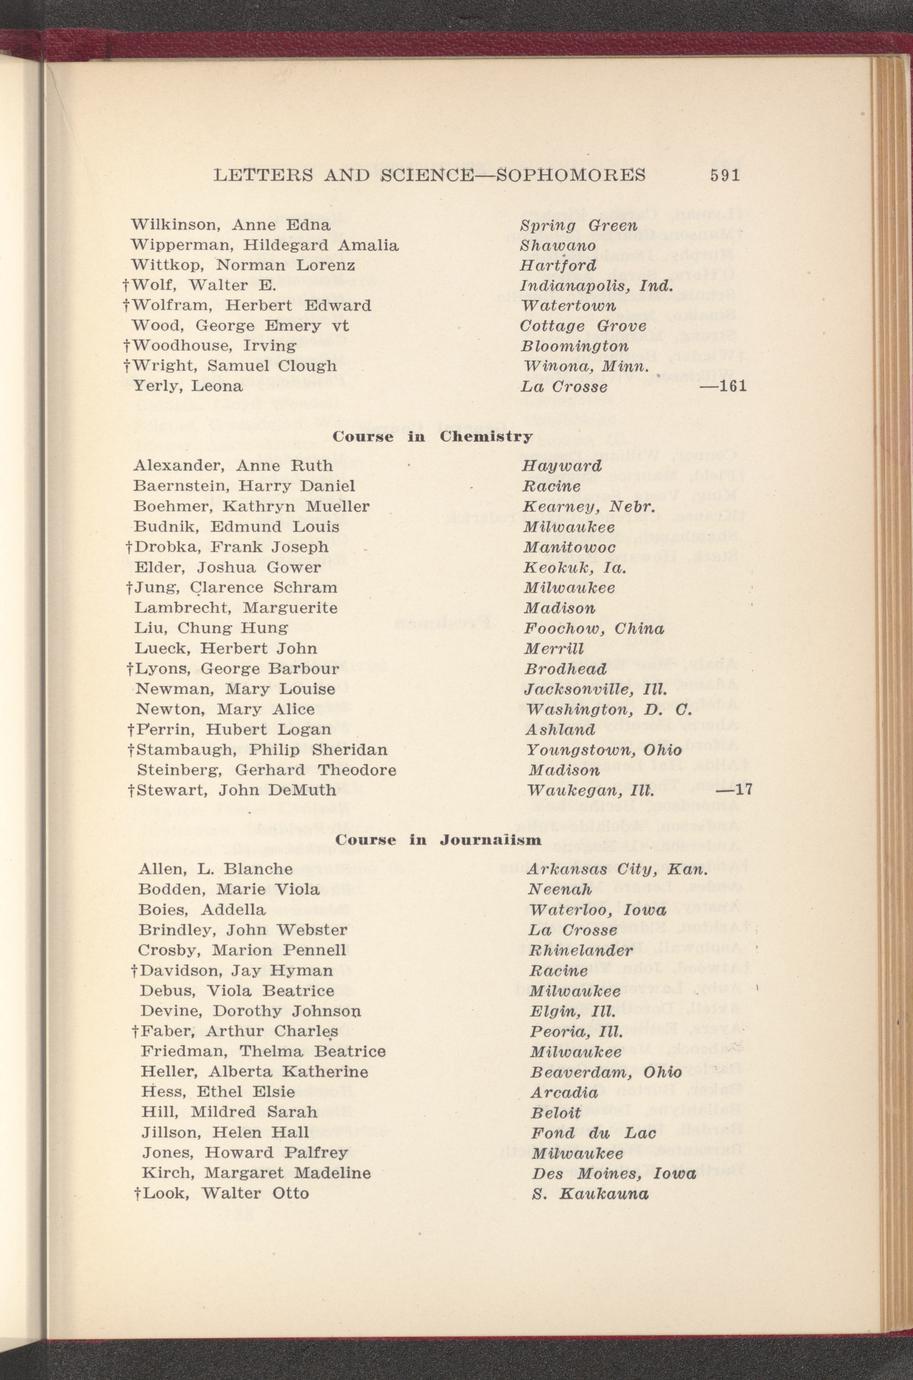 LETTERS AND SCIENCE—SOPHOMORES 591
Wilkinson, Anne Edna Spring Green
Wipperman, Hildegard Amalia Shawano
Wittkop, Norman Lorenz Hartford
†Wolf, Walter E. Indianapolis, Ind.
†Wolfram, Herbert Edward Watertown
Wood, George Emery vt Cottage Grove
†Woodhouse, Irving Bloomington
†Wright, Samuel Clough Winona, Minn.
Yerly, Leona La Crosse —161
Course in Chemistry
Alexander, Anne Ruth Hayward
Baernstein, Harry Daniel Racine
Boehmer, Kathryn Mueller Kearney, Nebr.
Budnik, Edmund Louis Milwaukee
†Drobka, Frank Joseph Manitowoc
Elder, Joshua Gower Keokuk, Ia.
†Jung, Clarence Schram Milwaukee
Lambrecht, Marguerite Madison
Liu, Chung Hung Foochow, China
Lueck, Herbert John Merrill
†Lyons, George Barbour Brodhead
Newman, Mary Louise Jacksonville, Ill.
Newton, Mary Alice Washington, D. C.
†Perrin, Hubert Logan Ashland
†Stambaugh, Philip Sheridan Youngstown, Ohio
Steinberg, Gerhard Theodore Madison
†Stewart, John DeMuth Waukegan, Ill. —17
Course in Journalism
Allen, L. Blanche Arkansas City, Kan.
Bodden, Marie Viola Neenah
Boies, Addella Waterloo, Iowa
Brindley, John Webster La Crosse
Crosby, Marion Pennell Rhinelander
†Davidson, Jay Hyman Racine
Debus, Viola Beatrice Milwaukee
Devine, Dorothy Johnson Elgin, Ill.
†Faber, Arthur Charles Peoria, Ill.
Friedman, Thelma Beatrice Milwaukee
Heller, Alberta Katherine Beaverdam, Ohio
Hess, Ethel Elsie Arcadia
Hill, Mildred Sarah Beloit
Jillson, Helen Hall Fond du Lac
Jones, Howard Palfrey Milwaukee
Kirch, Margaret Madeline Des Moines, Iowa
†Look, Walter Otto S. Kaukauna